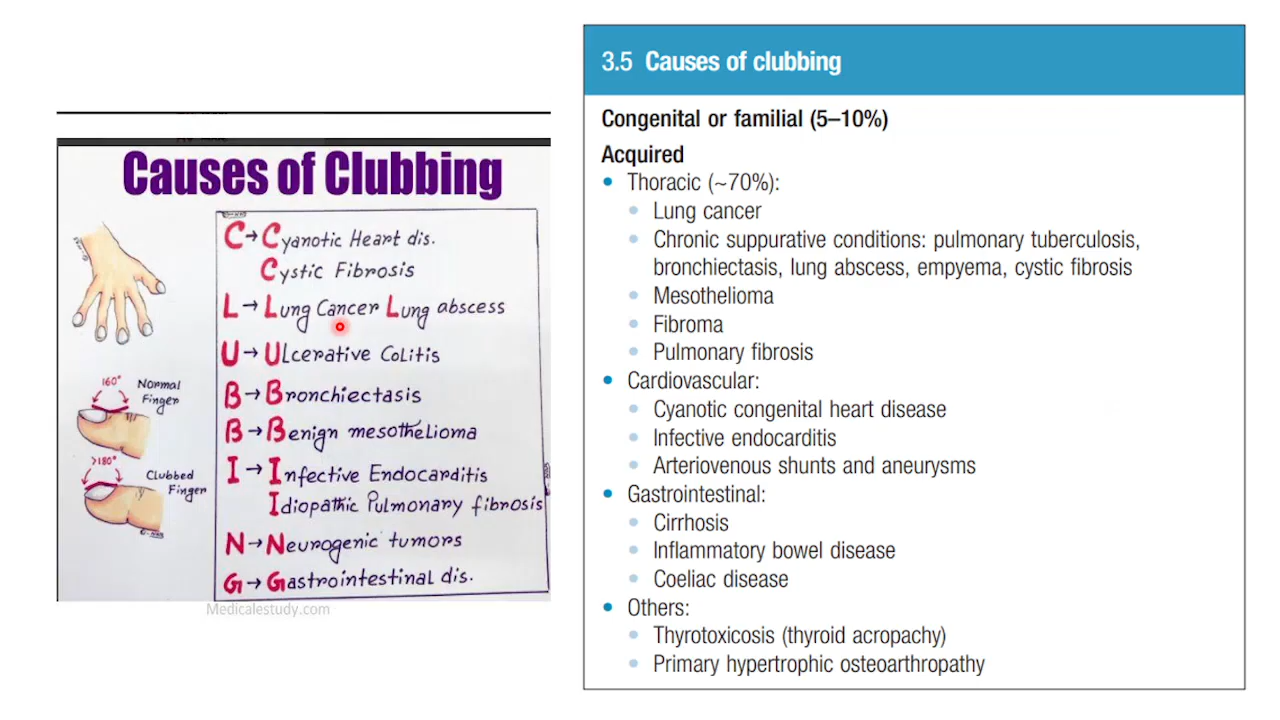 Causes of Clubbing
C→Cyanotic Heart dis.
Cystic Fibrosis
L→Lung Cancer Lung abscess
U→Ulcerative Colitis
B→Bronchiectasis
B→Benign mesothelioma
I→Infective Endocarditis
Idiopathic Pulmonary fibrosis
N→Neurogenic tumors
G→Gastrointestinal dis.
160°
Normal
Finger
>180°
Clubbed
Finger
Medicalestudy.com
3.5 Causes of clubbing
Congenital or familial (5–10%)
Acquired
• Thoracic (~70%):
• Lung cancer
• Chronic suppurative conditions: pulmonary tuberculosis,
bronchiectasis, lung abscess, empyema, cystic fibrosis
• Mesothelioma
• Fibroma
• Pulmonary fibrosis
• Cardiovascular:
• Cyanotic congenital heart disease
• Infective endocarditis
• Arteriovenous shunts and aneurysms
• Gastrointestinal:
• Cirrhosis
• Inflammatory bowel disease
• Coeliac disease
• Others:
• Thyrotoxicosis (thyroid acropachy)
• Primary hypertrophic osteoarthropathy